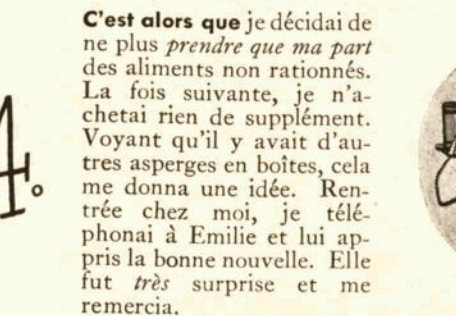 4.
C'est alors que je décidai de
ne plus prendre que ma part
des aliments non rationnés.
La fois suivante, je n'a-
chetai rien de supplément.
Voyant qu'il y avait d'au-
tres asperges en boîtes, cela
me donna une idée. Ren-
trée chez moi, je télé-
phonai à Emilie et lui ap-
pris la bonne nouvelle. Elle
fut très surprise et me
remercia.